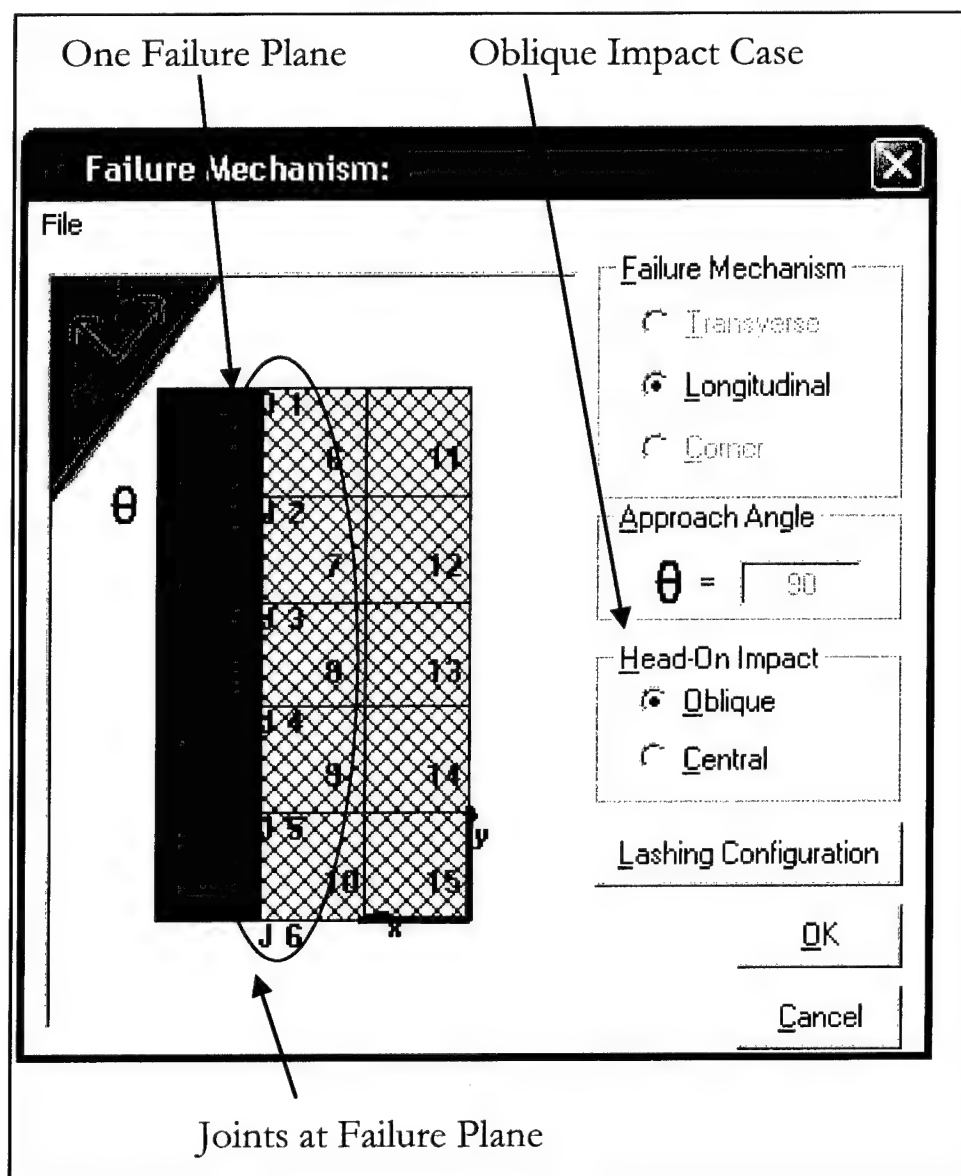 One Failure Plane
Oblique Impact Case
Failure Mechanism:
File
Failure Mechanism
Transverse
Longitudinal
Corner
Approach Angle
θ = 90
Head-On Impact
Oblique
Central
Lashing Configuration
OK
Cancel
θ
J 1
6 11
J 2
7 12
J 3
8 13
J 4
9 14
J 5
y
10 15
x
J 6
Joints at Failure Plane